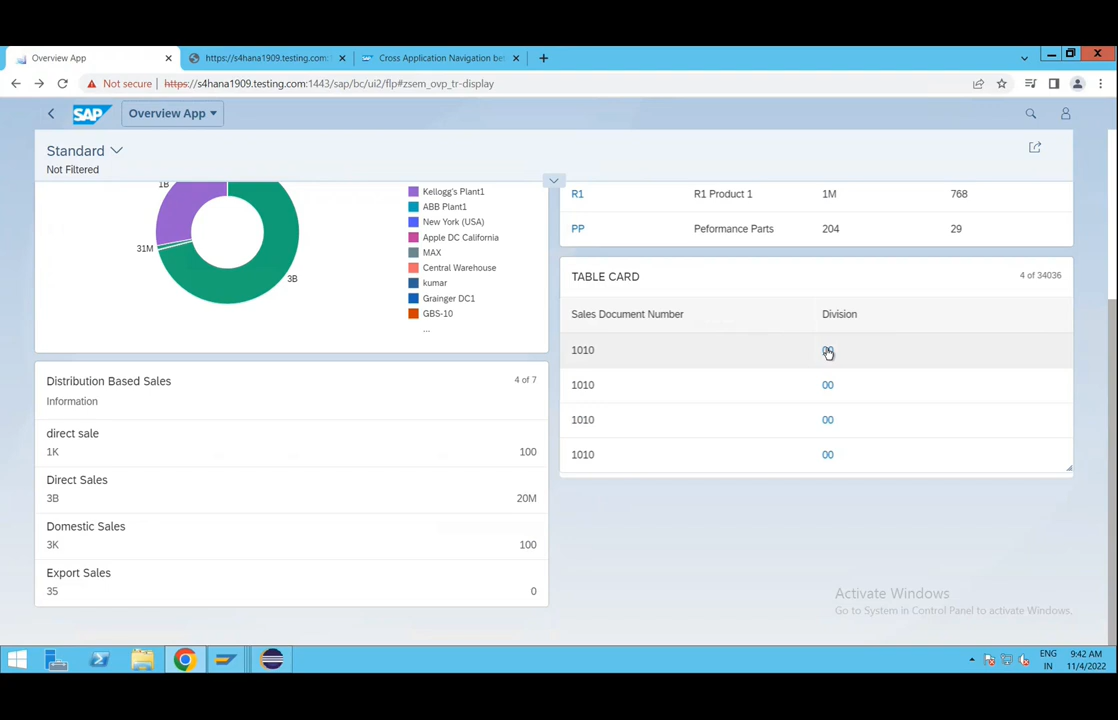 Overview App
https://s4hana1909.testing.com:
Cross Application Navigation be
Not secure | https://s4hana1909.testing.com:1443/sap/bc/ui2/flp#zsem_ovp_tr-display
SAP
Overview App
Standard
Not Filtered
1B
31M
3B
Kellogg's Plant1
ABB Plant1
New York (USA)
Apple DC California
MAX
Central Warehouse
kumar
Grainger DC1
GBS-10
...
R1 R1 Product 1 1M 768
PP Peformance Parts 204 29
TABLE CARD 4 of 34036
Sales Document Number Division
1010 00
1010 00
1010 00
1010 00
Distribution Based Sales 4 of 7
Information
direct sale
1K 100
Direct Sales
3B 20M
Domestic Sales
3K 100
Export Sales
35 0
Activate Windows
Go to System in Control Panel to activate Windows.
ENG 9:42 AM
IN 11/4/2022